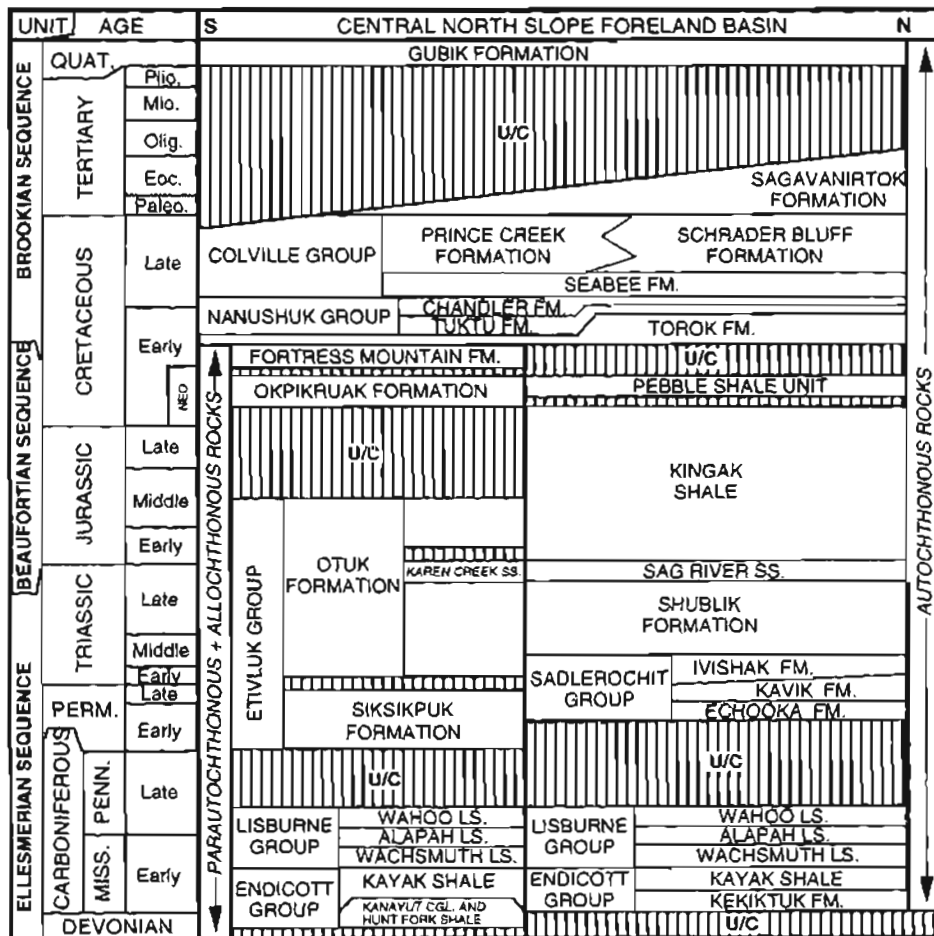 UNIT AGE S CENTRAL NORTH SLOPE FORELAND BASIN N
BROOKIAN SEQUENCE
BEAUFORTIAN SEQUENCE
ELLESMERIAN SEQUENCE
QUAT.
TERTIARY
Plio.
Mio.
Olig.
Eoc.
Paleo.
CRETACEOUS
Late
Early
NEO
JURASSIC
Late
Middle
Early
TRIASSIC
Late
Middle
Early
PERM.
Late
Early
CARBONIFEROUS
PENN.
MISS.
Late
Early
DEVONIAN
GUBIK FORMATION
U/C
SAGAVANIRTOK
FORMATION
COLVILLE GROUP
PRINCE CREEK
FORMATION
SCHRADER BLUFF
FORMATION
SEABEE FM.
NANUSHUK GROUP
CHANDLER FM.
TUKTU FM.
TOROK FM.
PARAUTOCHTHONOUS + ALLOCHTHONOUS ROCKS
FORTRESS MOUNTAIN FM.
OKPIKRUAK FORMATION
U/C
ETIVLUK GROUP
OTUK
FORMATION
KAREN CREEK SS.
SIKSIKPUK
FORMATION
U/C
LISBURNE
GROUP
WAHOO LS.
ALAPAH LS.
WACHSMUTH LS.
ENDICOTT
GROUP
KAYAK SHALE
KANAYUT CGL. AND
HUNT FORK SHALE
U/C
PEBBLE SHALE UNIT
KINGAK
SHALE
SAG RIVER SS.
SHUBLIK
FORMATION
SADLEROCHIT
GROUP
IVISHAK FM.
KAVIK FM.
ECHOOKA FM.
U/C
LISBURNE
GROUP
WAHOO LS.
ALAPAH LS.
WACHSMUTH LS.
ENDICOTT
GROUP
KAYAK SHALE
KEKIKTUK FM.
U/C
AUTOCHTHONOUS ROCKS